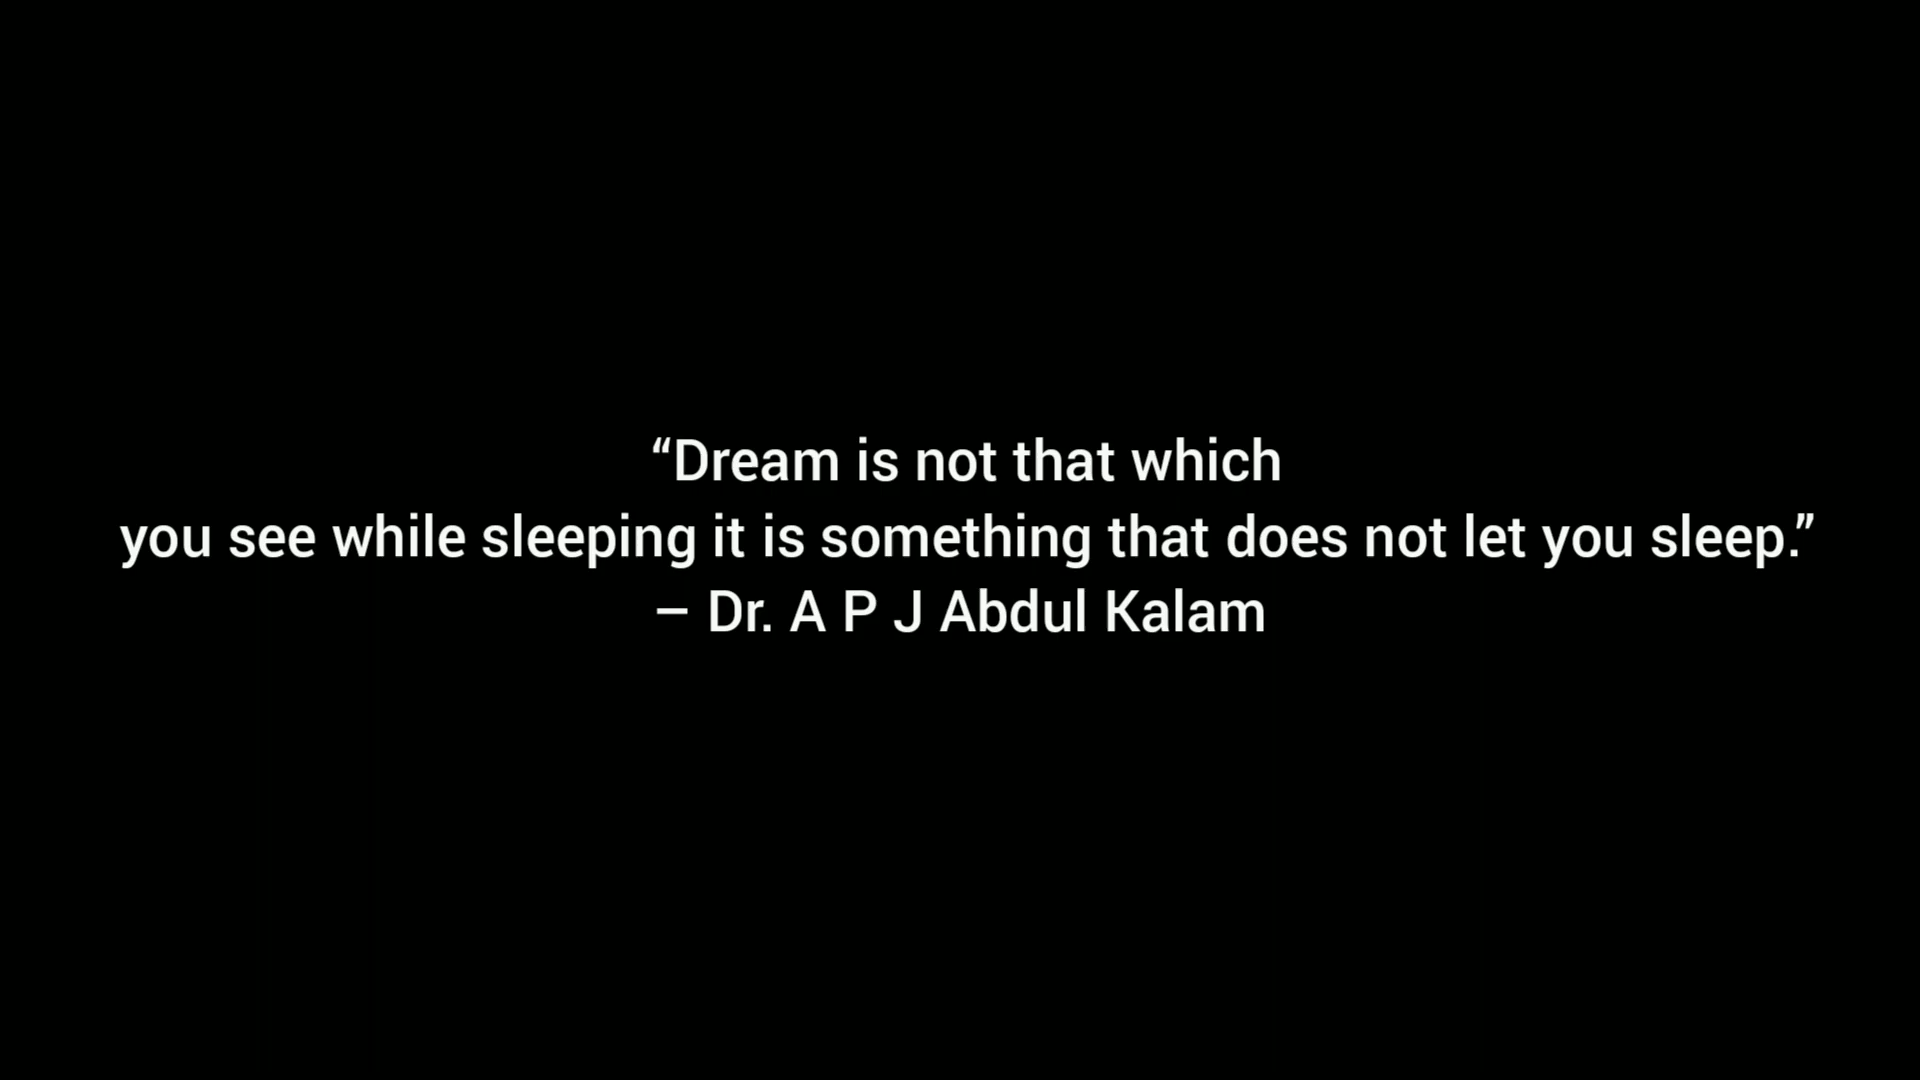 “Dream is not that which
you see while sleeping it is something that does not let you sleep.”
– Dr. A P J Abdul Kalam